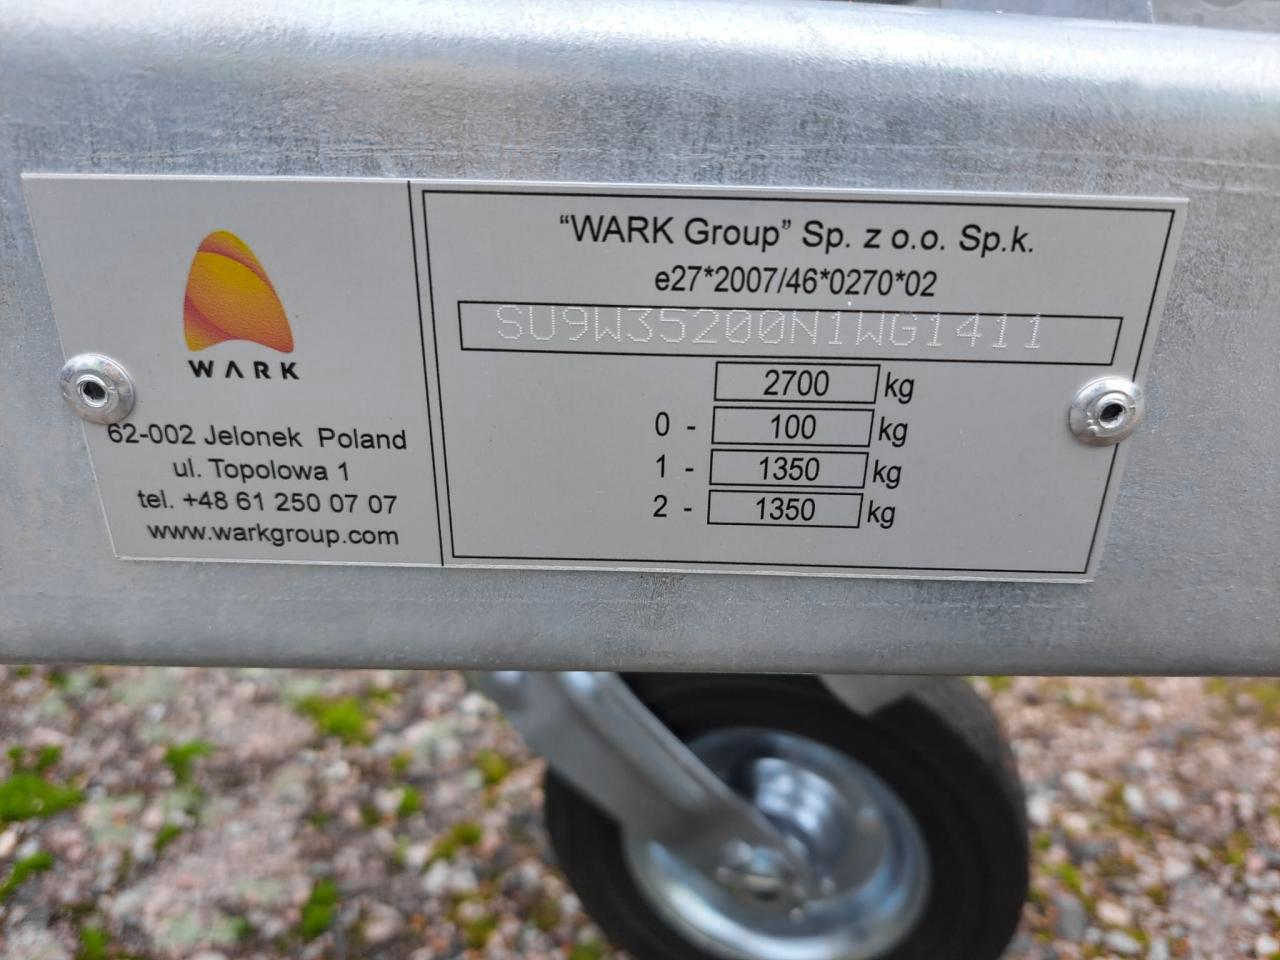 WARK
62-002 Jelonek Poland
ul. Topolowa 1
tel. +48 61 250 07 07
www.warkgroup.com
“WARK Group” Sp. z o.o. Sp.k.
e27*2007/46*0270*02
SU9W35200N1WG1411
2700 kg
0 - 100 kg
1 - 1350 kg
2 - 1350 kg